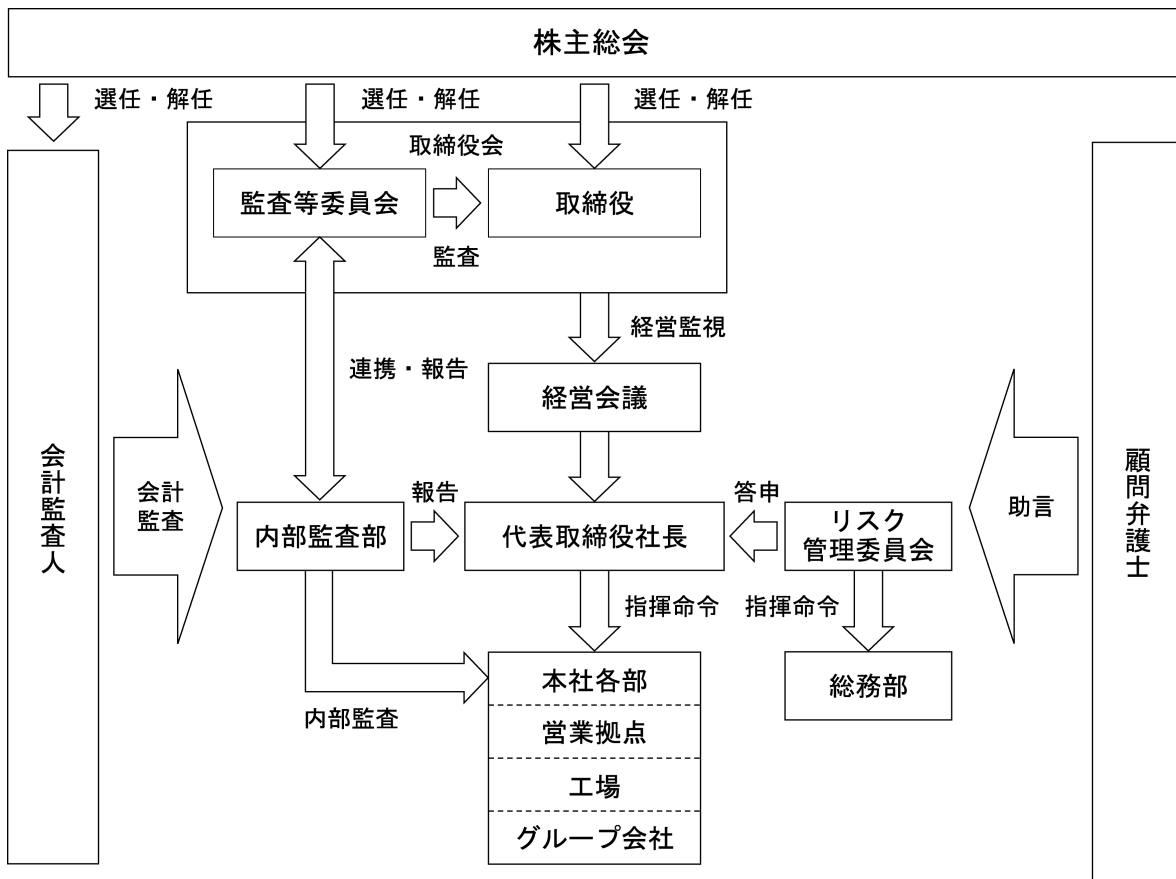 株主総会
選任・解任
選任・解任
選任・解任
取締役会
監査等委員会
取締役
監査
経営監視
連携・報告
経営会議
会計監査人
会計
監査
報告
答申
内部監査部
代表取締役社長
リスク
管理委員会
助言
顧問弁護士
指揮命令
指揮命令
本社各部
総務部
内部監査
営業拠点
工場
グループ会社